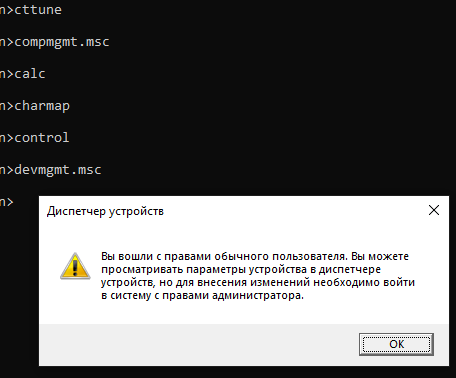 n>cttune
n>compmgmt.msc
n>calc
n>charmap
n>control
n>devmgmt.msc
n>
Диспетчер устройств
Вы вошли с правами обычного пользователя. Вы можете
просматривать параметры устройства в диспетчере
устройств, но для внесения изменений необходимо войти
в систему с правами администратора.
ОК